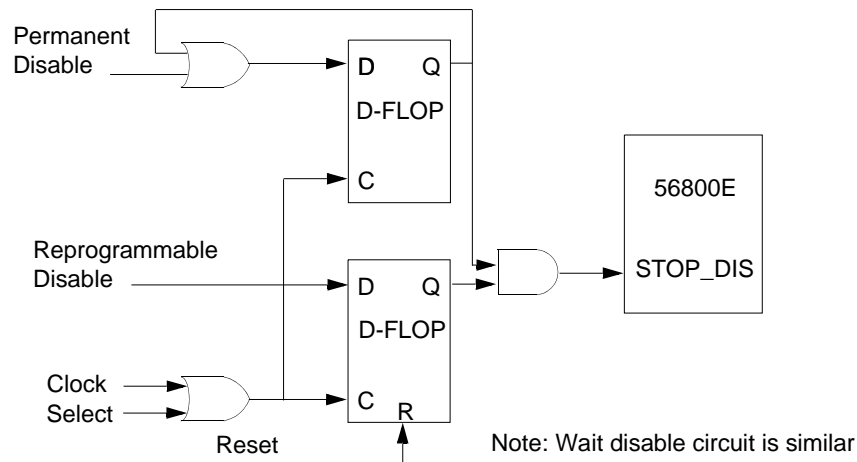 Permanent
Disable
D Q
D-FLOP
C
56800E
STOP_DIS
Reprogrammable
Disable
D Q
D-FLOP
Clock
Select
C
R
Reset
Note: Wait disable circuit is similar